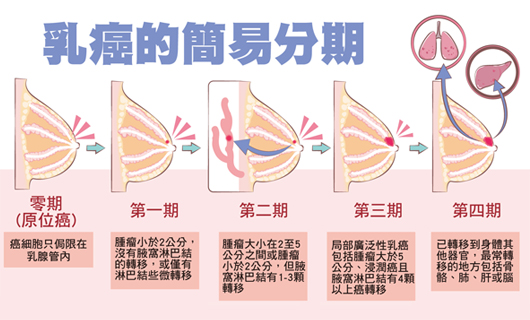 乳癌的簡易分期
零期
(原位癌)
癌細胞只侷限在
乳腺管內
第一期
腫瘤小於2公分,
沒有腋窩淋巴結
的轉移,或僅有
淋巴結些微轉移
第二期
腫瘤大小在2至5
公分之間或腫瘤
小於2公分,但腋
窩淋巴結有1-3顆
轉移
第三期
局部廣泛性乳癌
包括腫瘤大於5
公分、浸潤癌且
腋窩淋巴結有4顆
以上癌轉移
第四期
已轉移到身體其
他器官,最常轉
移的地方包括骨
骼、肺、肝或腦